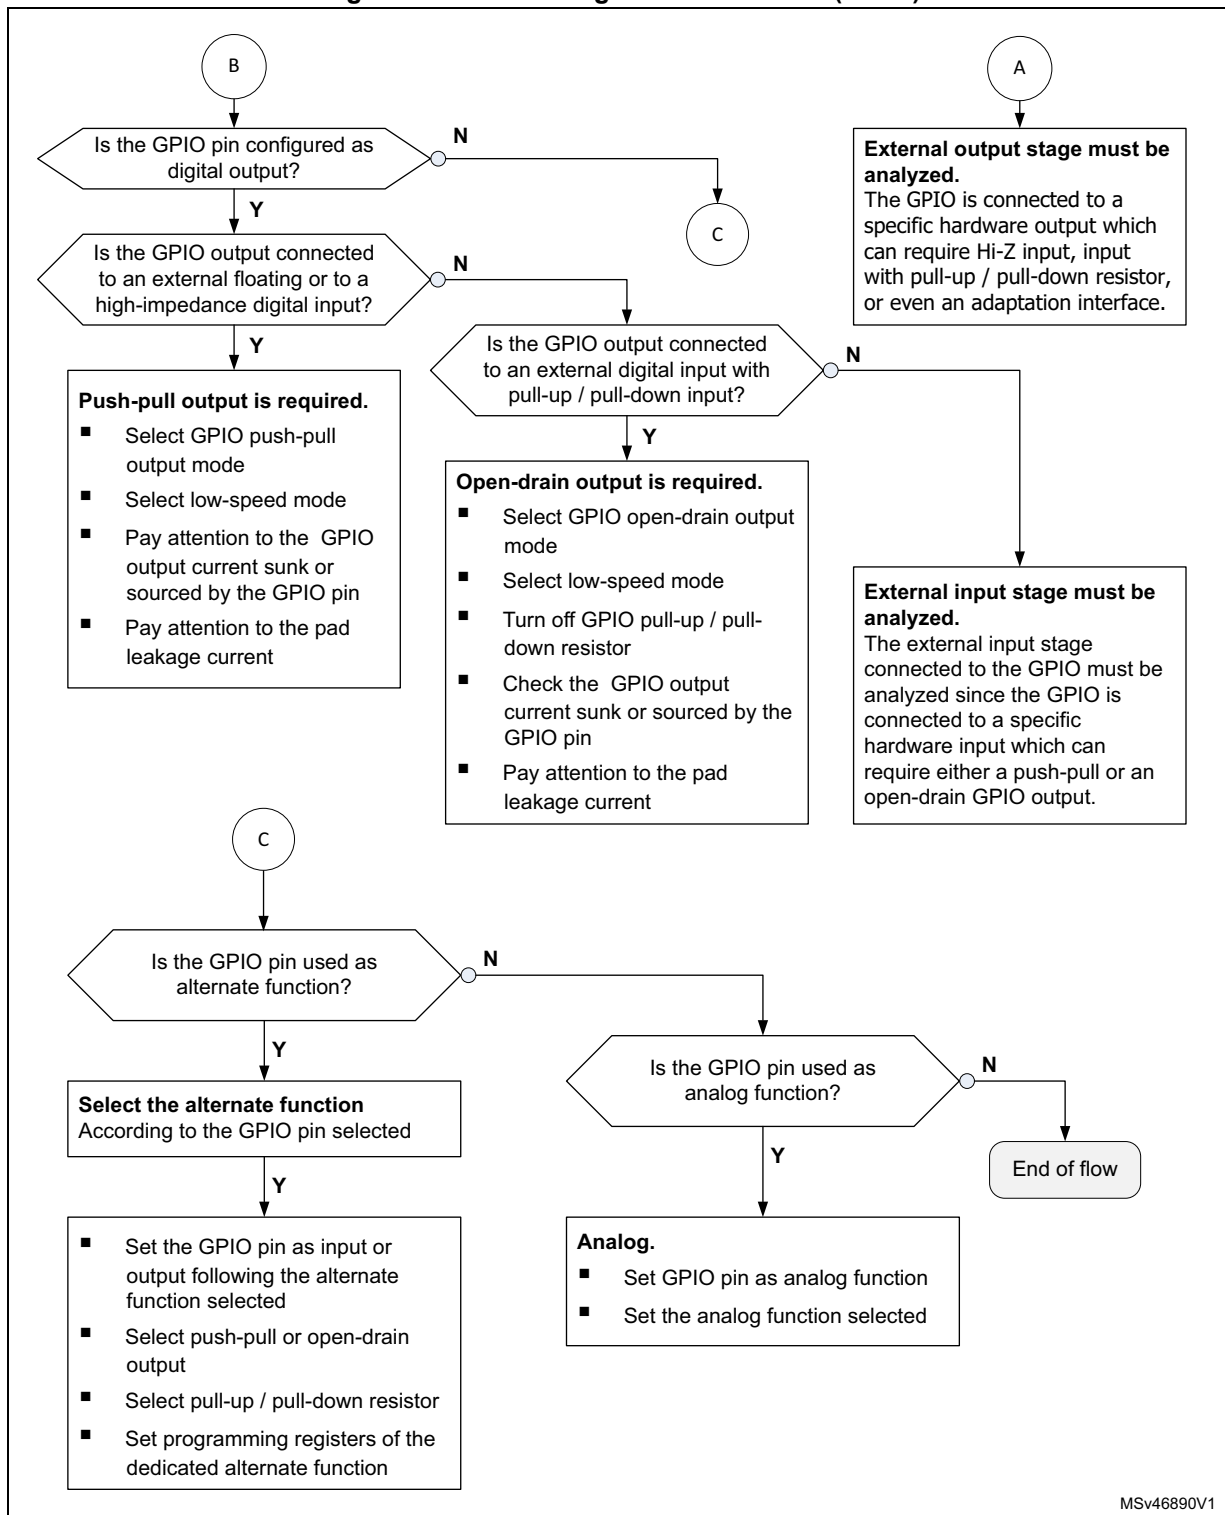 B
Is the GPIO pin configured as
digital output?
N
Y
C
Is the GPIO output connected
to an external floating or to a
high-impedance digital input?
N
Y
Push-pull output is required.
■ Select GPIO push-pull
output mode
■ Select low-speed mode
■ Pay attention to the GPIO
output current sunk or
sourced by the GPIO pin
■ Pay attention to the pad
leakage current
Is the GPIO output connected
to an external digital input with
pull-up / pull-down input?
N
Y
Open-drain output is required.
■ Select GPIO open-drain output
mode
■ Select low-speed mode
■ Turn off GPIO pull-up / pull-
down resistor
■ Check the GPIO output
current sunk or sourced by the
GPIO pin
■ Pay attention to the pad
leakage current
A
External output stage must be
analyzed.
The GPIO is connected to a
specific hardware output which
can require Hi-Z input, input
with pull-up / pull-down resistor,
or even an adaptation interface.
External input stage must be
analyzed.
The external input stage
connected to the GPIO must be
analyzed since the GPIO is
connected to a specific
hardware input which can
require either a push-pull or an
open-drain GPIO output.
C
Is the GPIO pin used as
alternate function?
N
Y
Select the alternate function
According to the GPIO pin selected
Y
■ Set the GPIO pin as input or
output following the alternate
function selected
■ Select push-pull or open-drain
output
■ Select pull-up / pull-down resistor
■ Set programming registers of the
dedicated alternate function
Is the GPIO pin used as
analog function?
N
Y
End of flow
Analog.
■ Set GPIO pin as analog function
■ Set the analog function selected
MSv46890V1